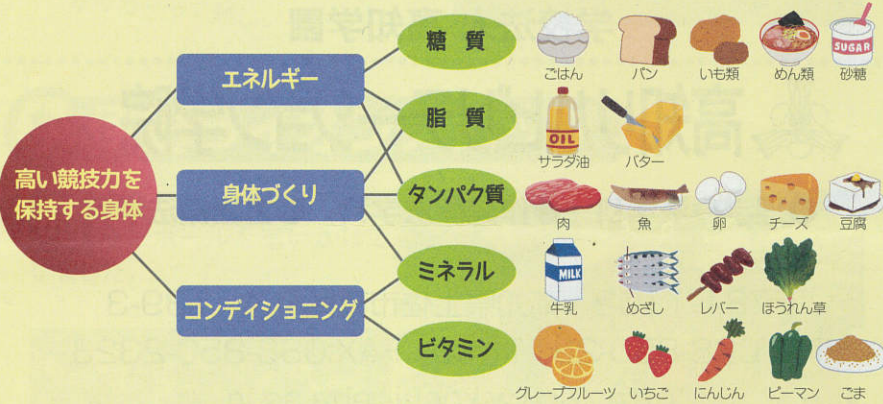 高い競技力を
保持する身体
エネルギー
身体づくり
コンディショニング
糖 質
脂 質
タンパク質
ミネラル
ビタミン
SUGAR
ごはん
パン
いも類
めん類
砂糖
OIL
サラダ油
バター
肉
魚
卵
チーズ
豆腐
MILK
牛乳
めざし
レバー
ほうれん草
グレープフルーツ
いちご
にんじん
ピーマン
ごま